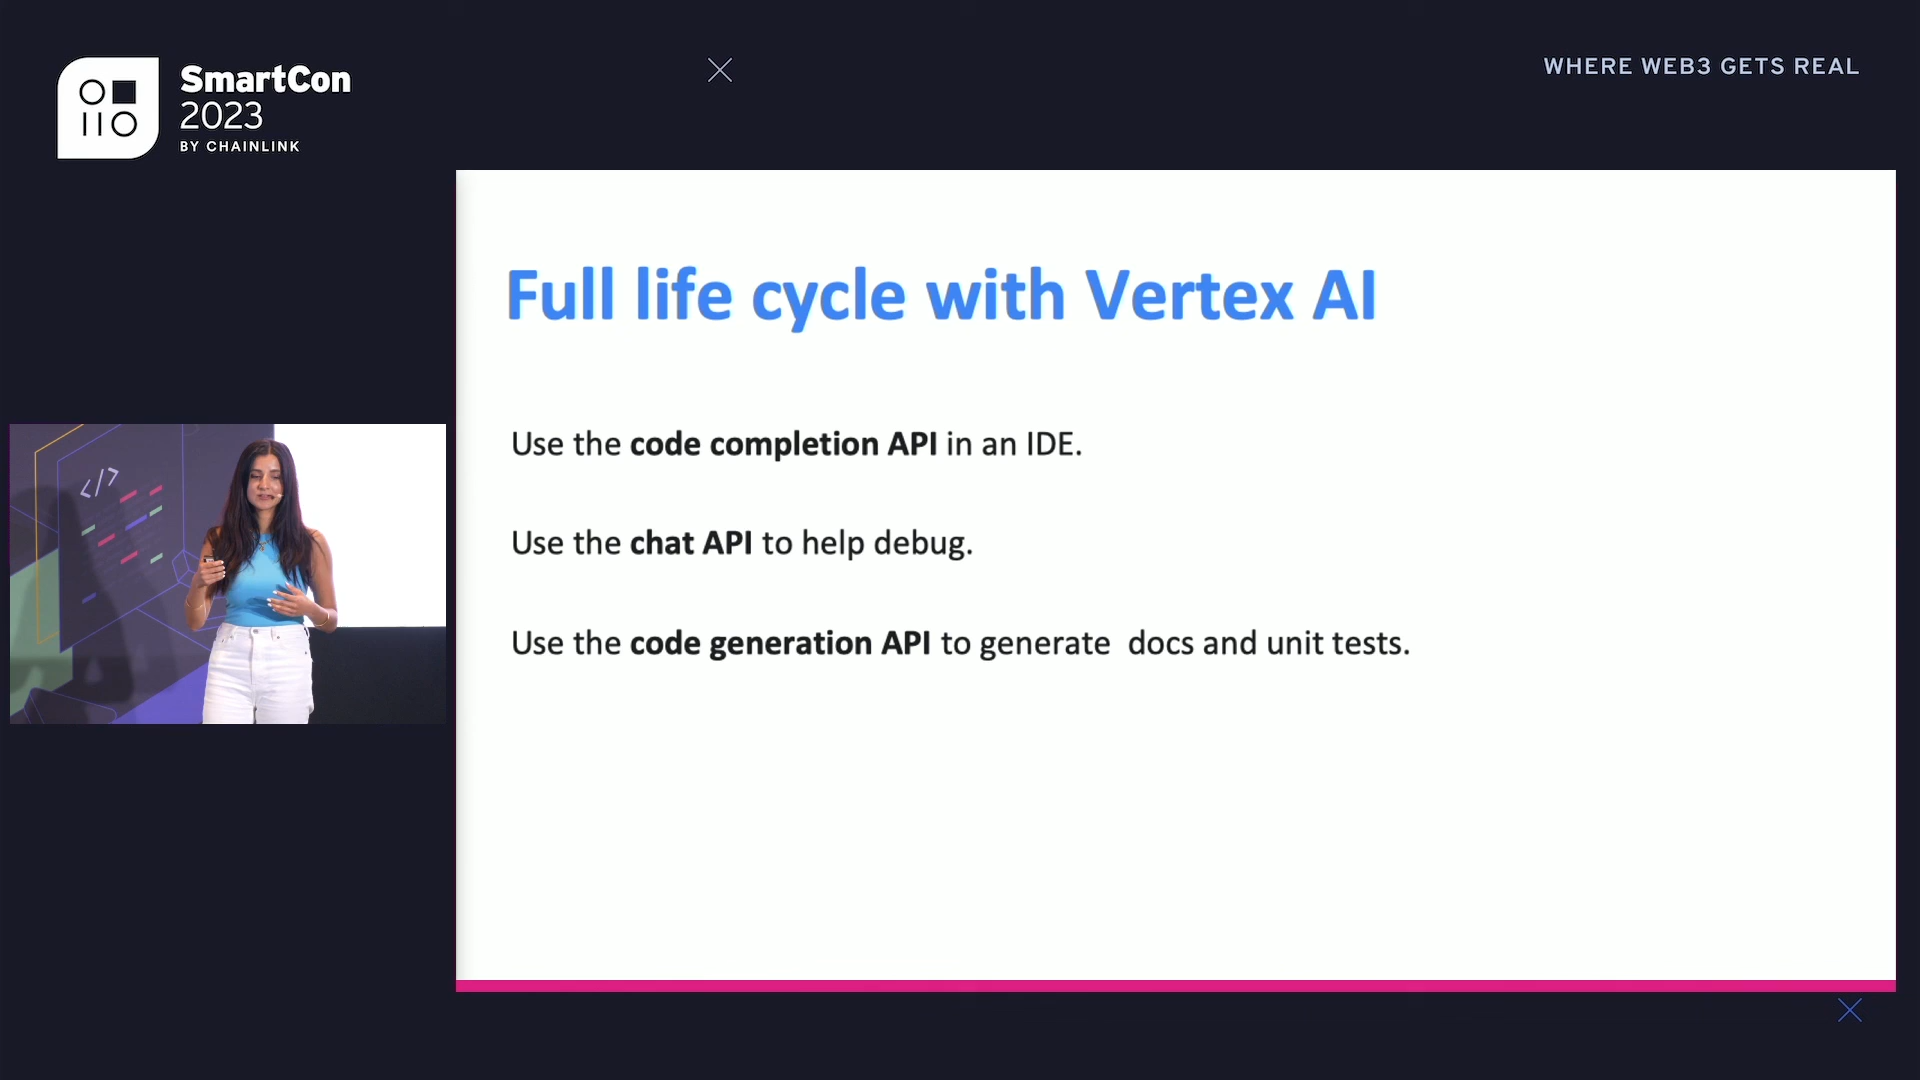 SmartCon
2023
BY CHAINLINK
WHERE WEB3 GETS REAL
Full life cycle with Vertex AI
Use the code completion API in an IDE.
Use the chat API to help debug.
Use the code generation API to generate  docs and unit tests.
</>